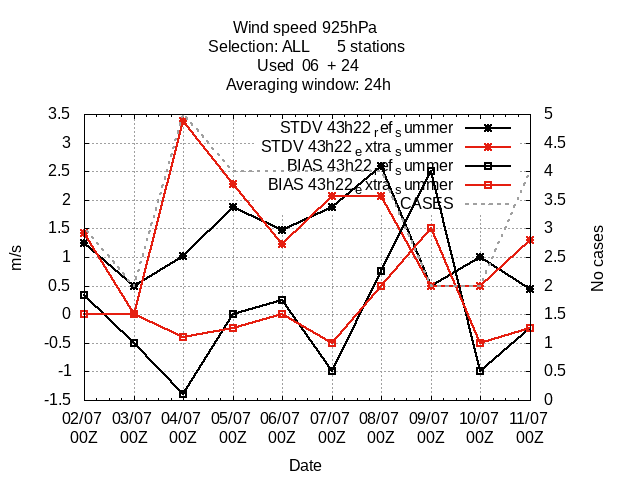 Wind speed 925hPa
Selection: ALL 5 stations
Used 06 + 24
Averaging window: 24h
3.5
3
2.5
2
1.5
1
0.5
0
-0.5
-1
-1.5
m/s
STDV 43h22refsummer
STDV 43h22extrasummer
BIAS 43h22refsummer
BIAS 43h22extrasummer
CASES
5
4.5
4
3.5
3
2.5
2
1.5
1
0.5
0
No cases
02/07 03/07 04/07 05/07 06/07 07/07 08/07 09/07 10/07 11/07
00Z 00Z 00Z 00Z 00Z 00Z 00Z 00Z 00Z 00Z
Date